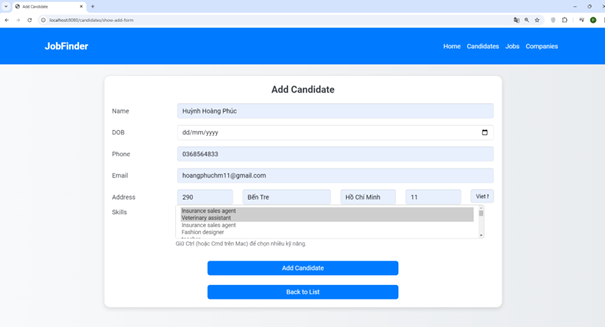 Add Candidate
localhost:8080/candidates/show-add-form
JobFinder
Home Candidates Jobs Companies
Add Candidate
Name Huỳnh Hoàng Phúc
DOB dd/mm/yyyy
Phone 0368564833
Email hoangphuchm11@gmail.com
Address 290 Bến Tre Hồ Chí Minh 11 Viet
Skills Insurance sales agent
Veterinary assistant
Insurance sales agent
Fashion designer
Giữ Ctrl (hoặc Cmd trên Mac) để chọn nhiều kỹ năng.
Add Candidate
Back to List